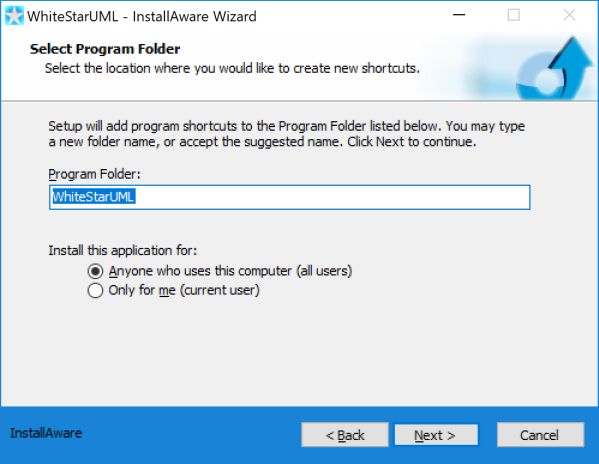 WhiteStarUML - InstallAware Wizard
Select Program Folder
Select the location where you would like to create new shortcuts.
Setup will add program shortcuts to the Program Folder listed below. You may type
a new folder name, or accept the suggested name. Click Next to continue.
Program Folder:
WhiteStarUML
Install this application for:
Anyone who uses this computer (all users)
Only for me (current user)
InstallAware
< Back
Next >
Cancel